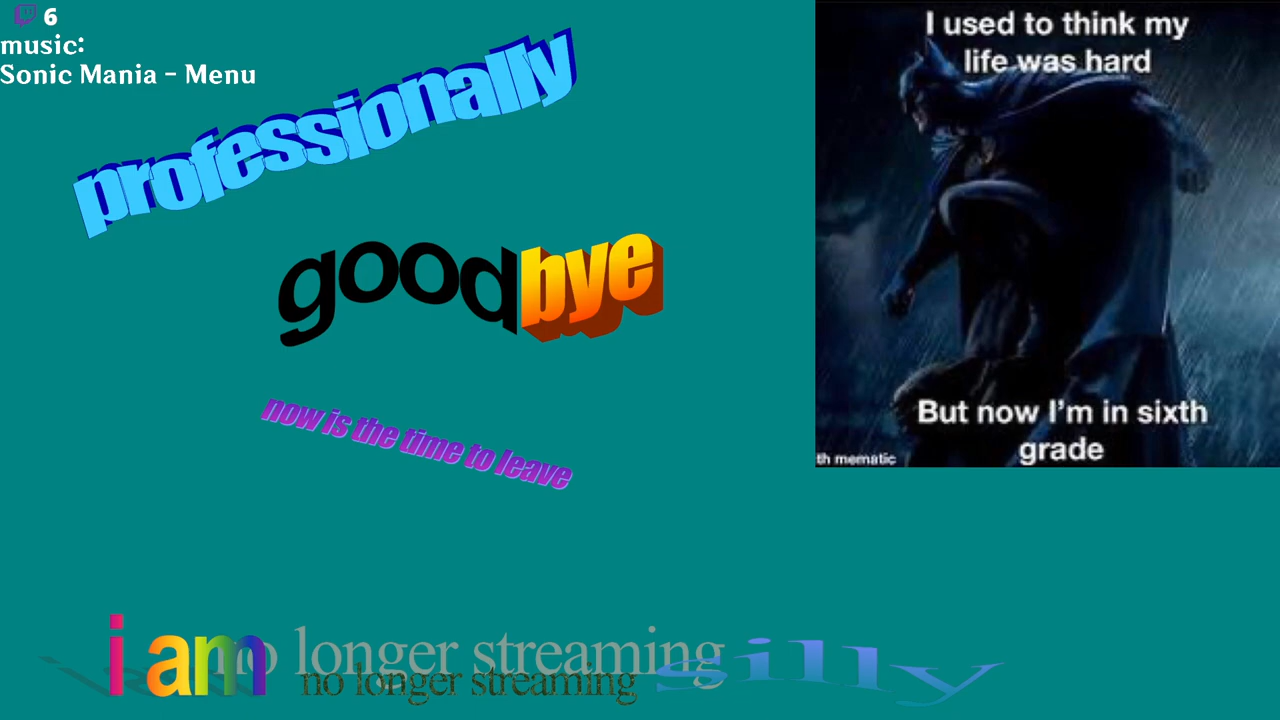 6
music:
Sonic Mania - Menu
professionally
goodbye
now is the time to leave
I used to think my
life was hard
But now I'm in sixth
grade
th mematic
i am
no longer streaming
no longer streaming
silly